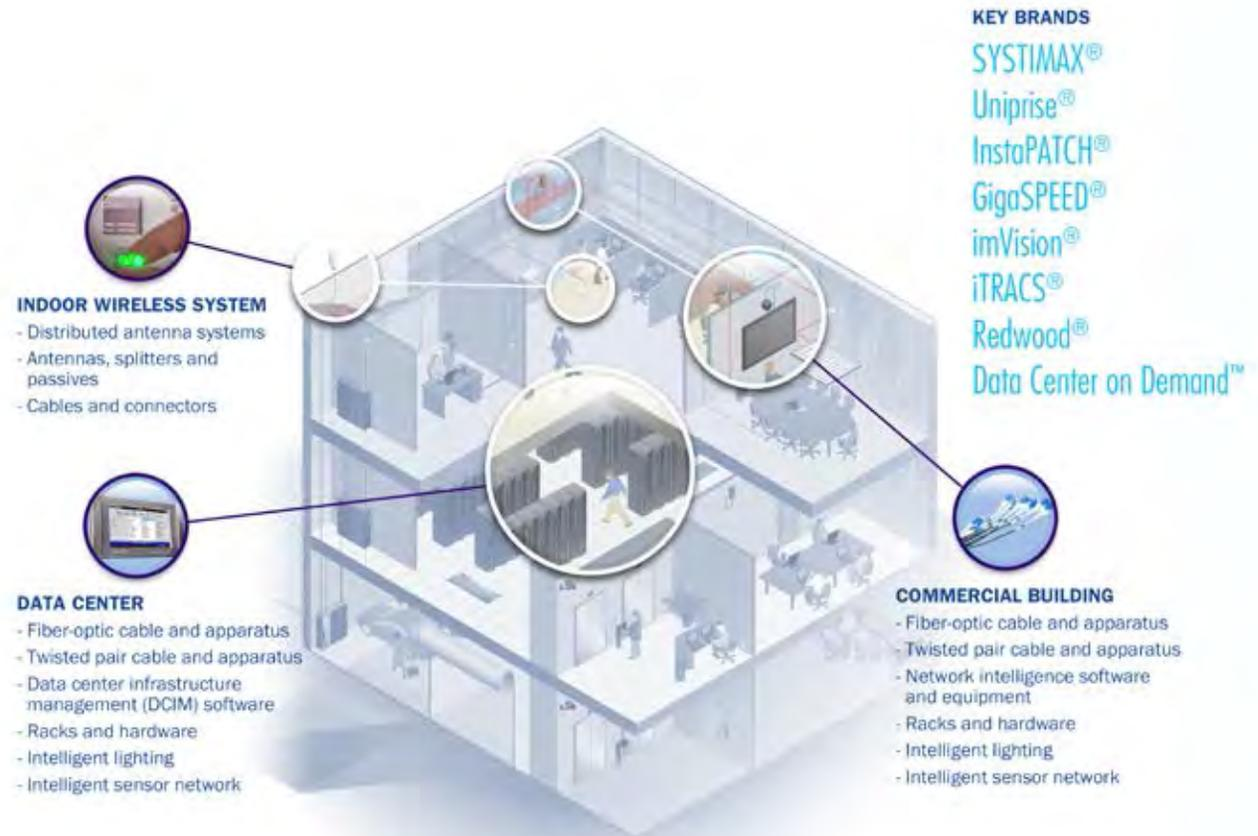 KEY BRANDS
SYSTIMAX®
Uniprise®
InstaPATCH®
GigaSPEED®
imVision®
iTRACS®
Redwood®
Data Center on Demand™
INDOOR WIRELESS SYSTEM
- Distributed antenna systems
- Antennas, splitters and
passives
- Cables and connectors
DATA CENTER
- Fiber-optic cable and apparatus
- Twisted pair cable and apparatus
- Data center infrastructure
management (DCIM) software
- Racks and hardware
- Intelligent lighting
- Intelligent sensor network
COMMERCIAL BUILDING
- Fiber-optic cable and apparatus
- Twisted pair cable and apparatus
- Network intelligence software
and equipment
- Racks and hardware
- Intelligent lighting
- Intelligent sensor network